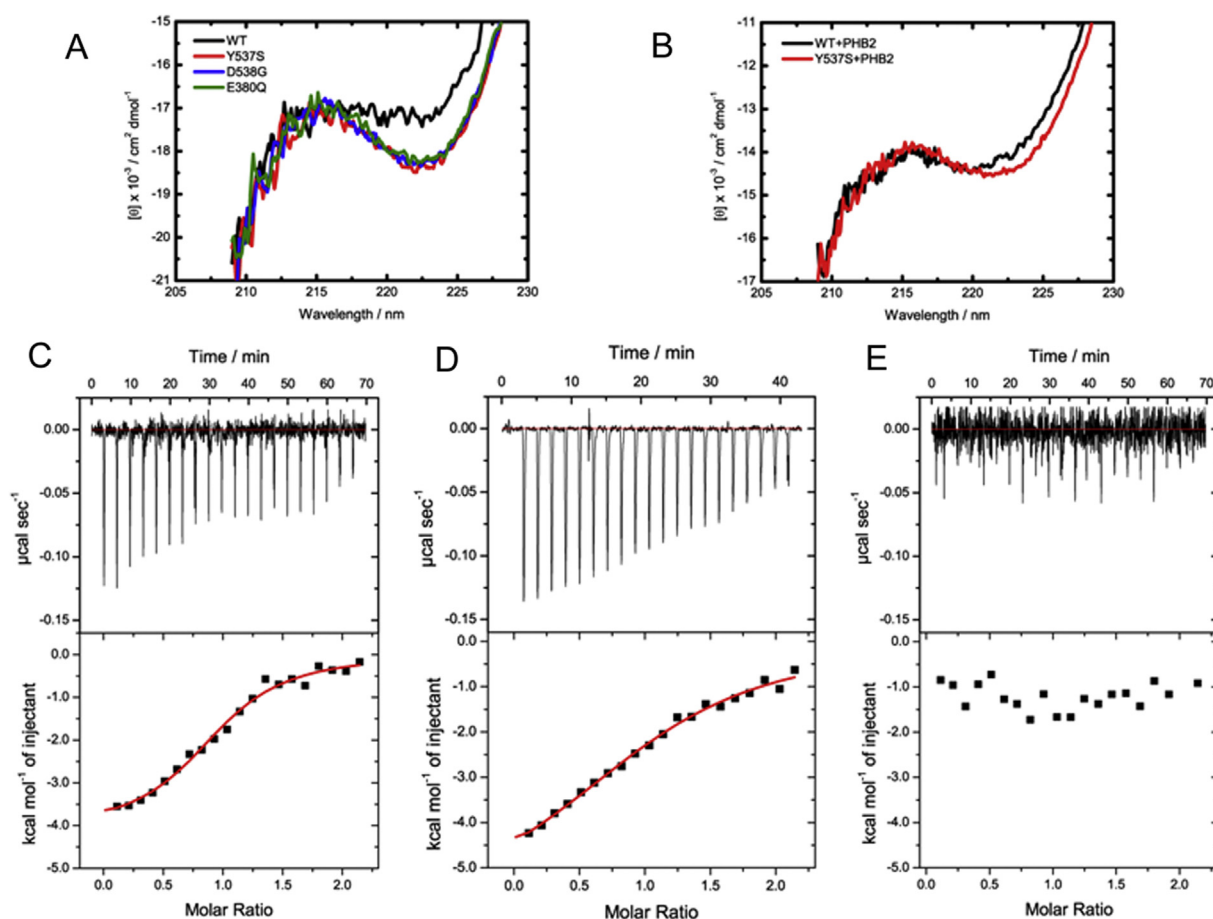 A
-15
-16
-17
-18
-19
-20
-21
[θ] x 10⁻³ / cm² dmol⁻¹
WT
Y537S
D538G
E380Q
205 210 215 220 225 230
Wavelength / nm
B
-11
-12
-13
-14
-15
-16
-17
[θ] x 10⁻³ / cm² dmol⁻¹
WT+PHB2
Y537S+PHB2
205 210 215 220 225 230
Wavelength / nm
C
Time / min
0 10 20 30 40 50 60 70
0.00
-0.05
-0.10
-0.15
µcal sec⁻¹
0.0
-1.0
-2.0
-3.0
-4.0
-5.0
kcal mol⁻¹ of injectant
0.0 0.5 1.0 1.5 2.0
Molar Ratio
D
Time / min
0 10 20 30 40
0.00
-0.05
-0.10
-0.15
µcal sec⁻¹
0.0
-1.0
-2.0
-3.0
-4.0
-5.0
kcal mol⁻¹ of injectant
0.0 0.5 1.0 1.5 2.0
Molar Ratio
E
Time / min
0 10 20 30 40 50 60 70
0.00
-0.05
-0.10
-0.15
µcal sec⁻¹
0.0
-1.0
-2.0
-3.0
-4.0
-5.0
kcal mol⁻¹ of injectant
0.0 0.5 1.0 1.5 2.0
Molar Ratio